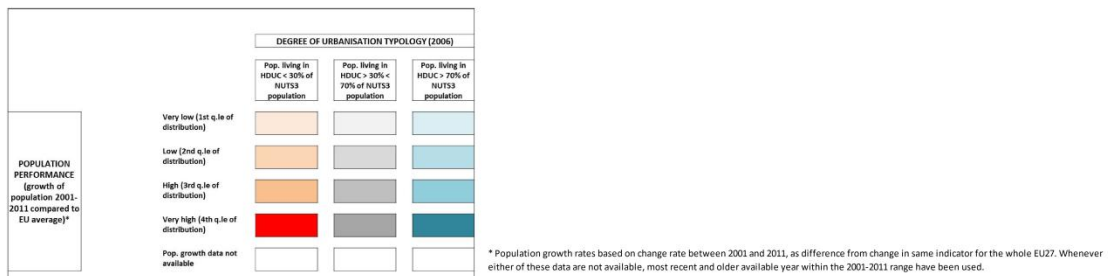 DEGREE OF URBANISATION TYPOLOGY (2006)
Pop. living in
HDUC < 30% of
NUTS3
population
Pop. living in
HDUC > 30% <
70% of NUTS3
population
Pop. living in
HDUC > 70% of
NUTS3
population
POPULATION
PERFORMANCE
(growth of
population 2001-
2011 compared to
EU average)*
Very low (1st q.le of
distribution)
Low (2nd q.le of
distribution)
High (3rd q.le of
distribution)
Very high (4th q.le of
distribution)
Pop. growth data not
available
* Population growth rates based on change rate between 2001 and 2011, as difference from change in same indicator for the whole EU27. Whenever
either of these data are not available, most recent and older available year within the 2001-2011 range have been used.